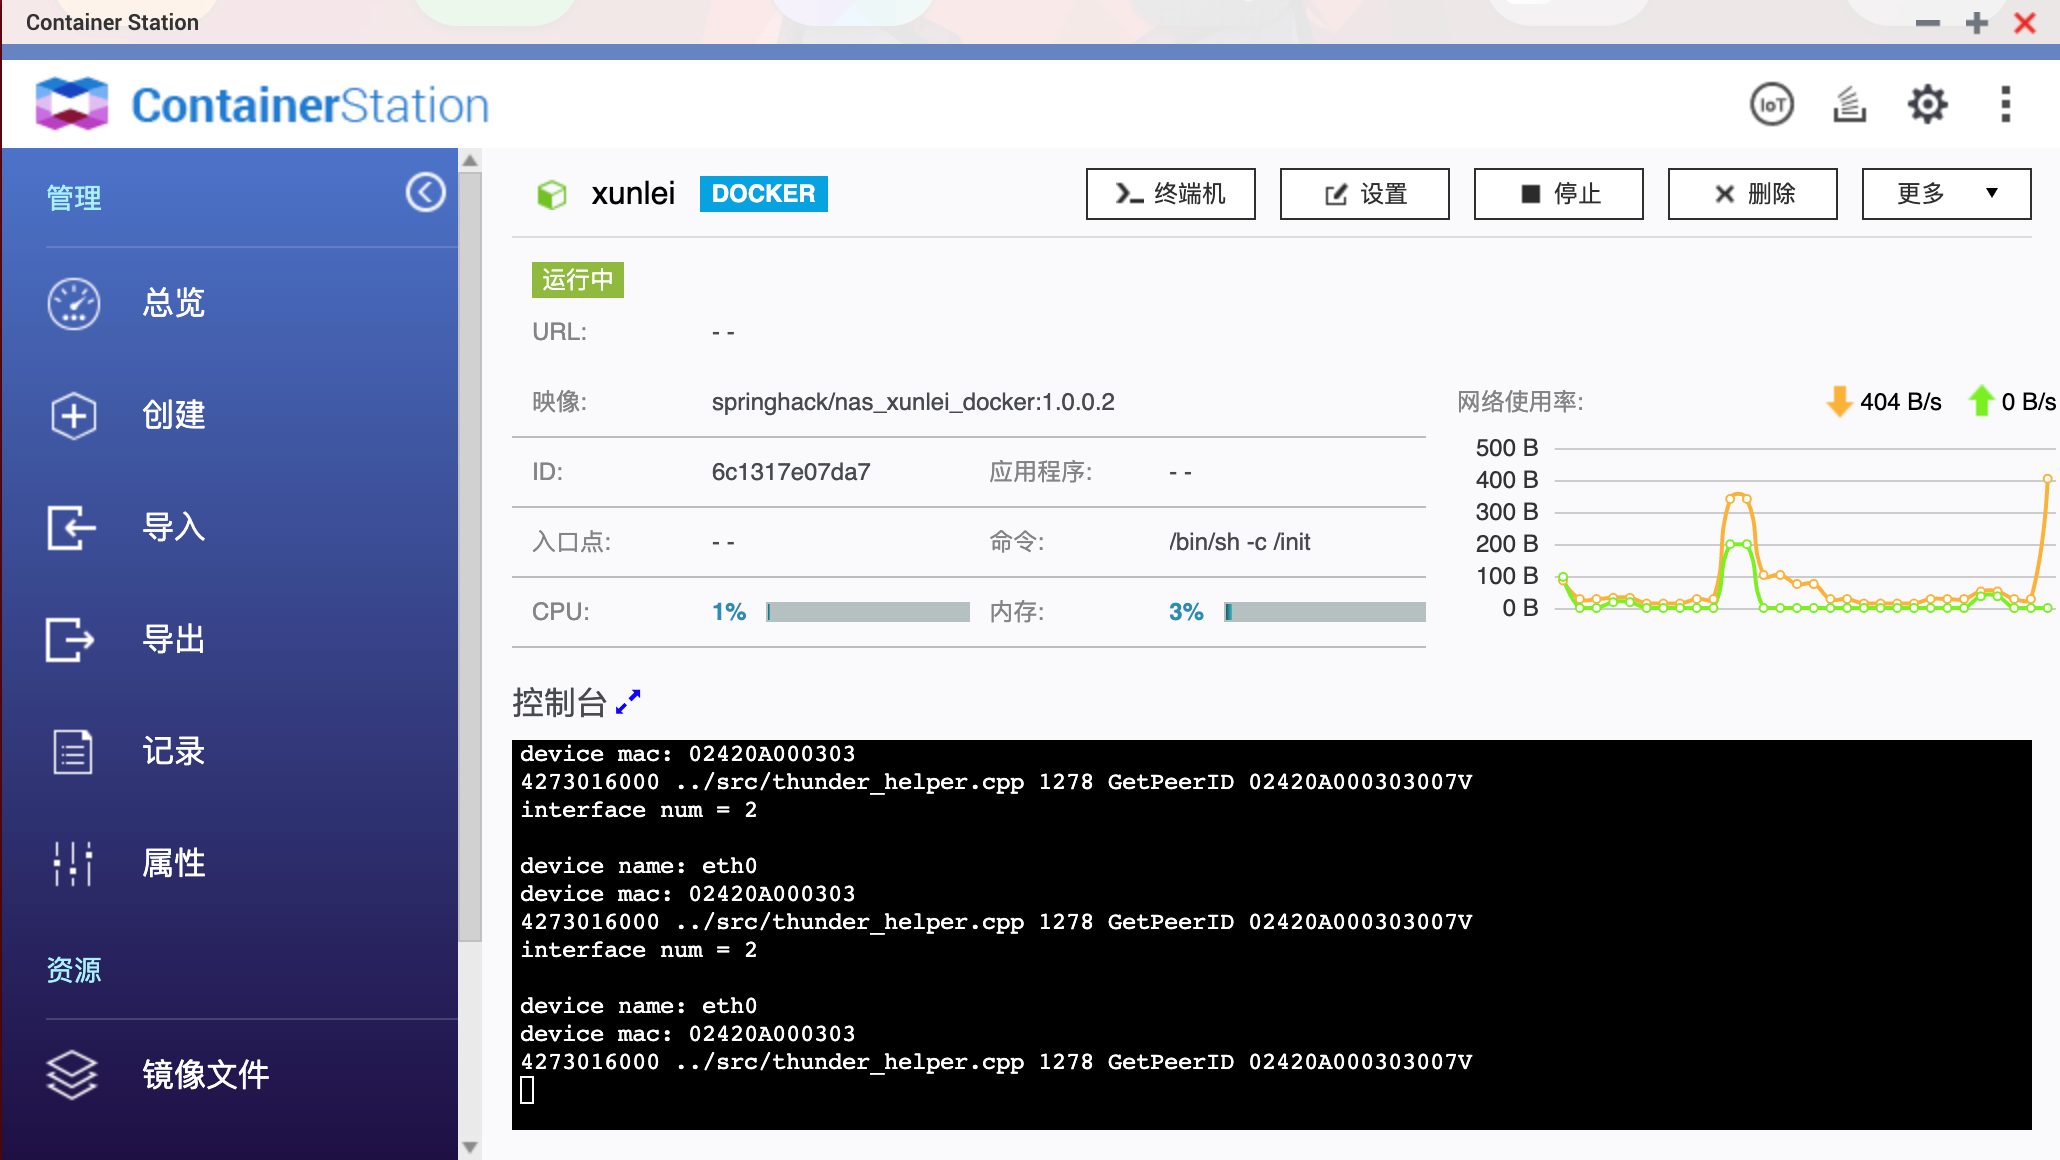 Container Station
ContainerStation
IoT
管理
总览
创建
导入
导出
记录
属性
资源
镜像文件
xunlei DOCKER 终端机 设置 停止 删除 更多
运行中
URL: - -
映像: springhack/nas_xunlei_docker:1.0.0.2
ID: 6c1317e07da7 应用程序: - -
入口点: - - 命令: /bin/sh -c /init
CPU: 1% 内存: 3%
网络使用率: 404 B/s 0 B/s
500 B
400 B
300 B
200 B
100 B
0 B
控制台
device mac: 02420A000303
4273016000 ../src/thunder_helper.cpp 1278 GetPeerID 02420A000303007V
interface num = 2
device name: eth0
device mac: 02420A000303
4273016000 ../src/thunder_helper.cpp 1278 GetPeerID 02420A000303007V
interface num = 2
device name: eth0
device mac: 02420A000303
4273016000 ../src/thunder_helper.cpp 1278 GetPeerID 02420A000303007V